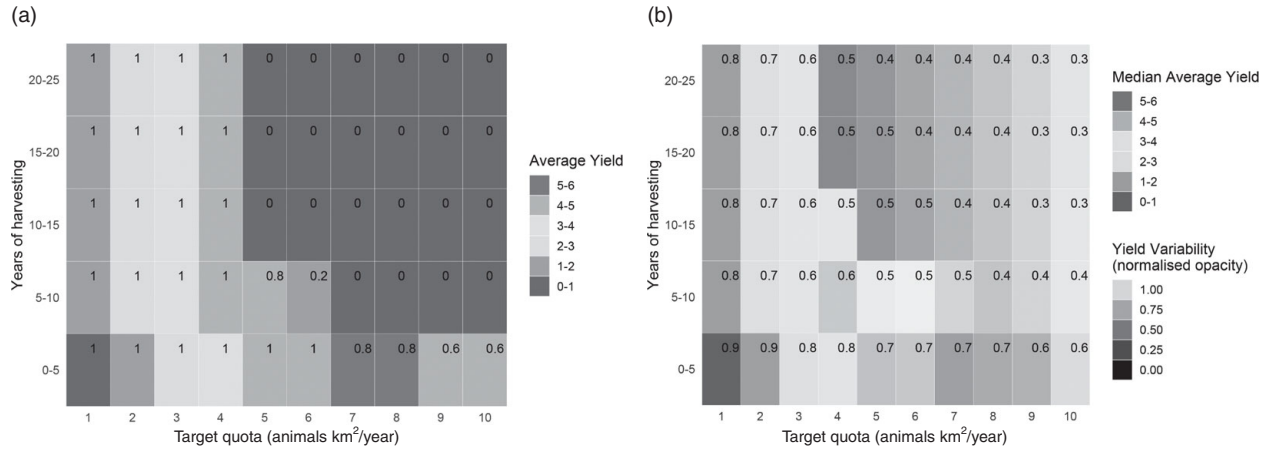 (a)
20-25 1 1 1 1 0 0 0 0 0 0
15-20 1 1 1 1 0 0 0 0 0 0
10-15 1 1 1 1 0 0 0 0 0 0
5-10 1 1 1 1 0.8 0.2 0 0 0 0
0-5 1 1 1 1 1 1 0.8 0.8 0.6 0.6
1 2 3 4 5 6 7 8 9 10
Years of harvesting
Target quota (animals km²/year)
Average Yield
5-6
4-5
3-4
2-3
1-2
0-1
(b)
20-25 0.8 0.7 0.6 0.5 0.4 0.4 0.4 0.4 0.3 0.3
15-20 0.8 0.7 0.6 0.5 0.5 0.4 0.4 0.4 0.3 0.3
10-15 0.8 0.7 0.6 0.5 0.5 0.5 0.4 0.4 0.3 0.3
5-10 0.8 0.7 0.6 0.6 0.5 0.5 0.5 0.4 0.4 0.4
0-5 0.9 0.9 0.8 0.8 0.7 0.7 0.7 0.7 0.6 0.6
1 2 3 4 5 6 7 8 9 10
Years of harvesting
Target quota (animals km²/year)
Median Average Yield
5-6
4-5
3-4
2-3
1-2
0-1
Yield Variability
(normalised opacity)
1.00
0.75
0.50
0.25
0.00